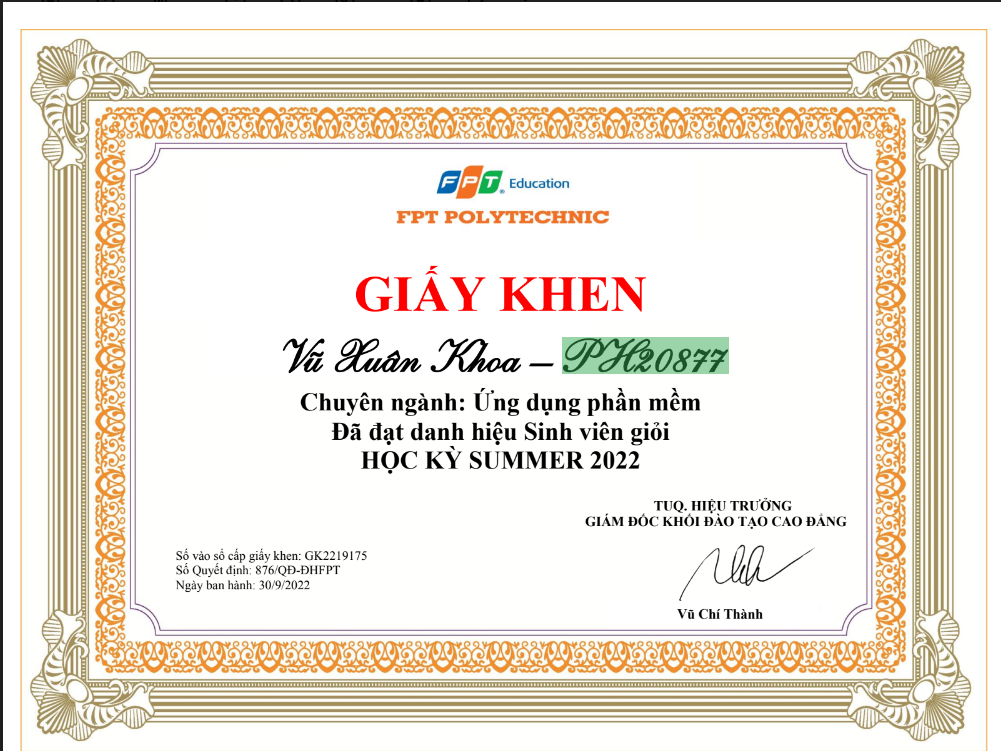 FPT Education
FPT POLYTECHNIC
GIẤY KHEN
Vũ Xuân Khoa – PH20877
Chuyên ngành: Ứng dụng phần mềm
Đã đạt danh hiệu Sinh viên giỏi
HỌC KỲ SUMMER 2022
TUQ. HIỆU TRƯỞNG
GIÁM ĐỐC KHỐI ĐÀO TẠO CAO ĐẲNG
Số vào sổ cấp giấy khen: GK2219175
Số Quyết định: 876/QĐ-ĐHFPT
Ngày ban hành: 30/9/2022
Vũ Chí Thành